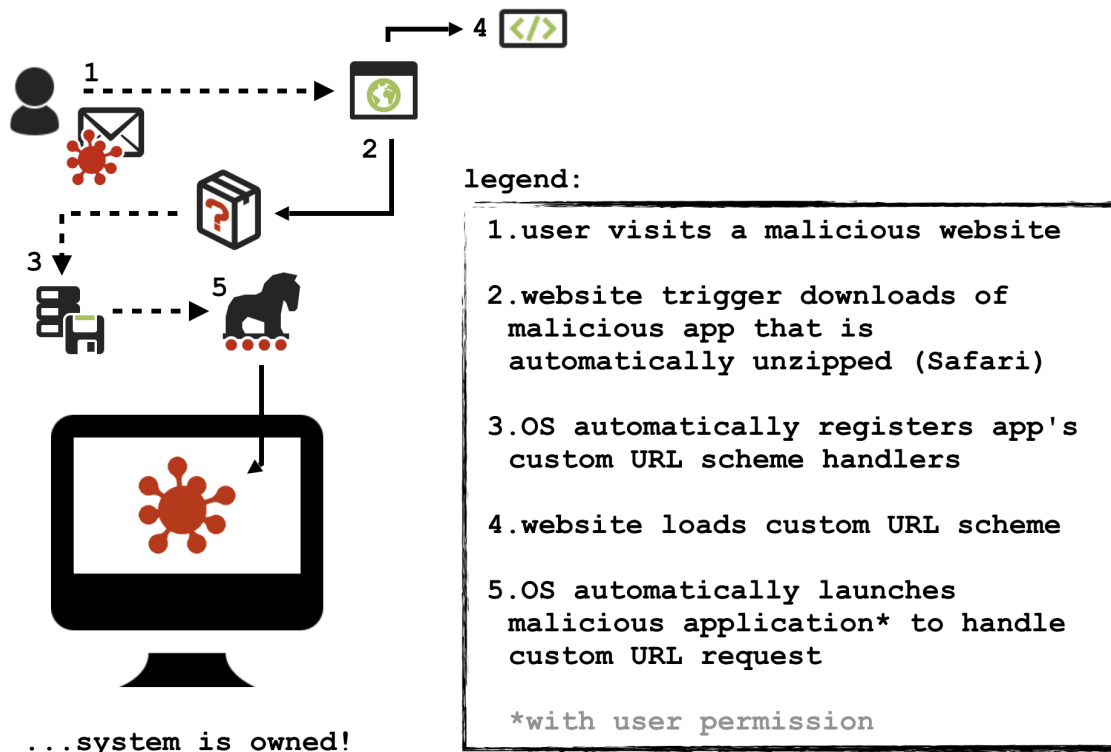 4 </>
1
2
legend:
1.user visits a malicious website
2.website trigger downloads of
malicious app that is
automatically unzipped (Safari)
?
3
5
3.OS automatically registers app's
custom URL scheme handlers
4.website loads custom URL scheme
5.OS automatically launches
malicious application* to handle
custom URL request
*with user permission
...system is owned!